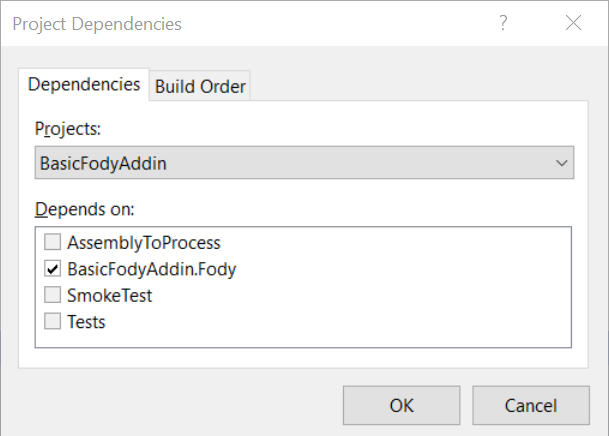 Project Dependencies
Dependencies
Build Order
Projects:
BasicFodyAddin
Depends on:
AssemblyToProcess
BasicFodyAddin.Fody
SmokeTest
Tests
OK
Cancel